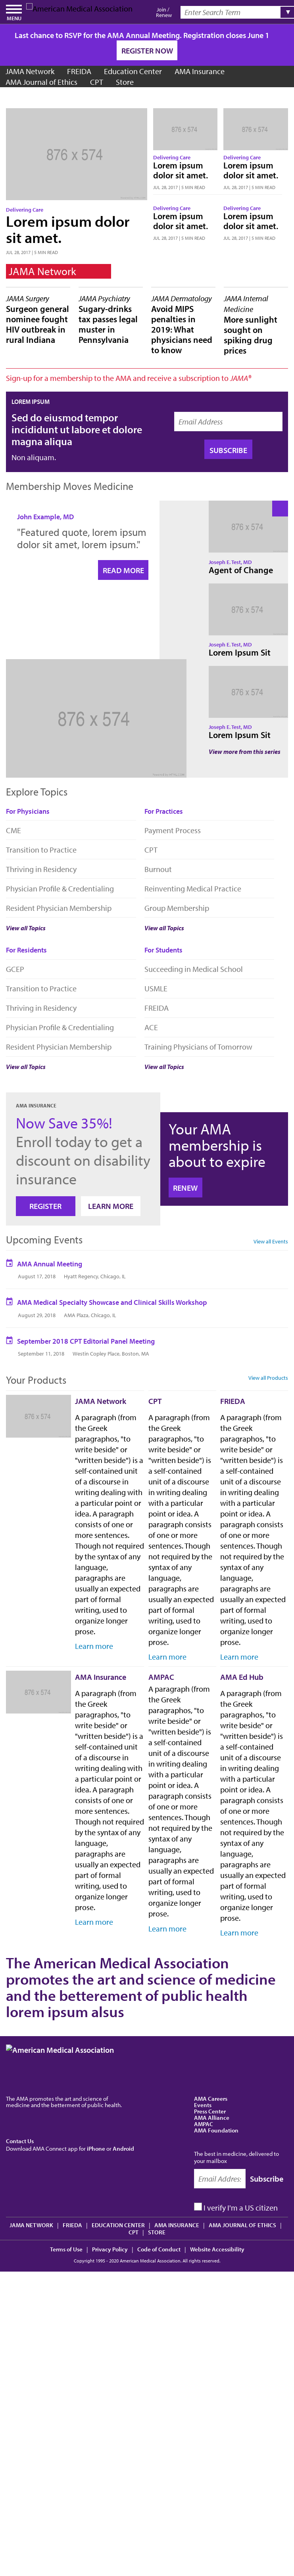 MENU
American Medical Association
Join /
Renew
Enter Search Term
Last chance to RSVP for the AMA Annual Meeting. Registration closes June 1
REGISTER NOW
JAMA Network
FREIDA
Education Center
AMA Insurance
AMA Journal of Ethics
CPT
Store
876 x 574
Delivering Care
Lorem ipsum dolor
sit amet.
JUL 28, 2017 | 5 MIN READ
876 x 574
Delivering Care
Lorem ipsum
dolor sit amet.
JUL 28, 2017 | 5 MIN READ
876 x 574
Delivering Care
Lorem ipsum
dolor sit amet.
JUL 28, 2017 | 5 MIN READ
Delivering Care
Lorem ipsum
dolor sit amet.
JUL 28, 2017 | 5 MIN READ
Delivering Care
Lorem ipsum
dolor sit amet.
JUL 28, 2017 | 5 MIN READ
JAMA Network
JAMA Surgery
Surgeon general
nominee fought
HIV outbreak in
rural Indiana
JAMA Psychiatry
Sugary-drinks
tax passes legal
muster in
Pennsylvania
JAMA Dermatology
Avoid MIPS
penalties in
2019: What
physicians need
to know
JAMA Internal
Medicine
More sunlight
sought on
spiking drug
prices
Sign-up for a membership to the AMA and receive a subscription to JAMA®
LOREM IPSUM
Sed do eiusmod tempor
incididunt ut labore et dolore
magna aliqua
Non aliquam.
Email Address
SUBSCRIBE
Membership Moves Medicine
John Example, MD
"Featured quote, lorem ipsum
dolor sit amet, lorem ipsum."
READ MORE
876 x 574
876 x 574
Joseph E. Test, MD
Agent of Change
876 x 574
Joseph E. Test, MD
Lorem Ipsum Sit
876 x 574
Joseph E. Test, MD
Lorem Ipsum Sit
View more from this series
Explore Topics
For Physicians
CME
Transition to Practice
Thriving in Residency
Physician Profile & Credentialing
Resident Physician Membership
View all Topics
For Practices
Payment Process
CPT
Burnout
Reinventing Medical Practice
Group Membership
View all Topics
For Residents
GCEP
Transition to Practice
Thriving in Residency
Physician Profile & Credentialing
Resident Physician Membership
View all Topics
For Students
Succeeding in Medical School
USMLE
FREIDA
ACE
Training Physicians of Tomorrow
View all Topics
AMA INSURANCE
Now Save 35%!
Enroll today to get a
discount on disability
insurance
REGISTER
LEARN MORE
Your AMA
membership is
about to expire
RENEW
Upcoming Events
View all Events
AMA Annual Meeting
August 17, 2018
Hyatt Regency, Chicago, IL
AMA Medical Specialty Showcase and Clinical Skills Workshop
August 29, 2018
AMA Plaza, Chicago, IL
September 2018 CPT Editorial Panel Meeting
September 11, 2018
Westin Copley Place, Boston, MA
Your Products
View all Products
876 x 574
JAMA Network
A paragraph (from
the Greek
paragraphos, "to
write beside" or
"written beside") is a
self-contained unit
of a discourse in
writing dealing with
a particular point or
idea. A paragraph
consists of one or
more sentences.
Though not required
by the syntax of any
language,
paragraphs are
usually an expected
part of formal
writing, used to
organize longer
prose.
Learn more
CPT
A paragraph (from
the Greek
paragraphos, "to
write beside" or
"written beside") is
a self-contained
unit of a discourse
in writing dealing
with a particular
point or idea. A
paragraph consists
of one or more
sentences. Though
not required by the
syntax of any
language,
paragraphs are
usually an expected
part of formal
writing, used to
organize longer
prose.
Learn more
FREIDA
A paragraph (from
the Greek
paragraphos, "to
write beside" or
"written beside") is
a self-contained
unit of a discourse
in writing dealing
with a particular
point or idea. A
paragraph consists
of one or more
sentences. Though
not required by the
syntax of any
language,
paragraphs are
usually an expected
part of formal
writing, used to
organize longer
prose.
Learn more
876 x 574
AMA Insurance
A paragraph (from
the Greek
paragraphos, "to
write beside" or
"written beside") is a
self-contained unit
of a discourse in
writing dealing with
a particular point or
idea. A paragraph
consists of one or
more sentences.
Though not required
by the syntax of any
language,
paragraphs are
usually an expected
part of formal
writing, used to
organize longer
prose.
Learn more
AMPAC
A paragraph (from
the Greek
paragraphos, "to
write beside" or
"written beside") is
a self-contained
unit of a discourse
in writing dealing
with a particular
point or idea. A
paragraph consists
of one or more
sentences. Though
not required by the
syntax of any
language,
paragraphs are
usually an expected
part of formal
writing, used to
organize longer
prose.
Learn more
AMA Ed Hub
A paragraph (from
the Greek
paragraphos, "to
write beside" or
"written beside") is
a self-contained
unit of a discourse
in writing dealing
with a particular
point or idea. A
paragraph consists
of one or more
sentences. Though
not required by the
syntax of any
language,
paragraphs are
usually an expected
part of formal
writing, used to
organize longer
prose.
Learn more
The American Medical Association
promotes the art and science of medicine
and the betterement of public health
lorem ipsum alsus
American Medical Association
The AMA promotes the art and science of
medicine and the betterment of public health.
AMA Careers
Events
Press Center
AMA Alliance
AMPAC
AMA Foundation
Contact Us
Download AMA Connect app for iPhone or Android
The best in medicine, delivered to
your mailbox
Email Address
Subscribe
I verify I'm a US citizen
JAMA NETWORK | FRIEDA | EDUCATION CENTER | AMA INSURANCE | AMA JOURNAL OF ETHICS |
CPT | STORE
Terms of Use | Privacy Policy | Code of Conduct | Website Accessibility
Copyright 1995 - 2020 American Medical Association. All rights reserved.